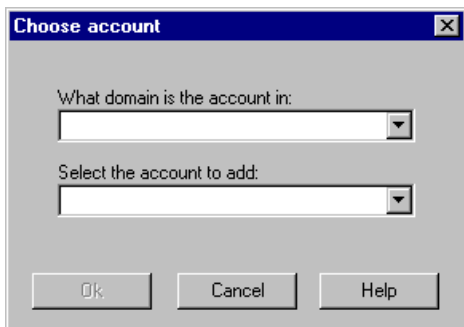 Choose account
What domain is the account in:
Select the account to add:
Ok Cancel Help